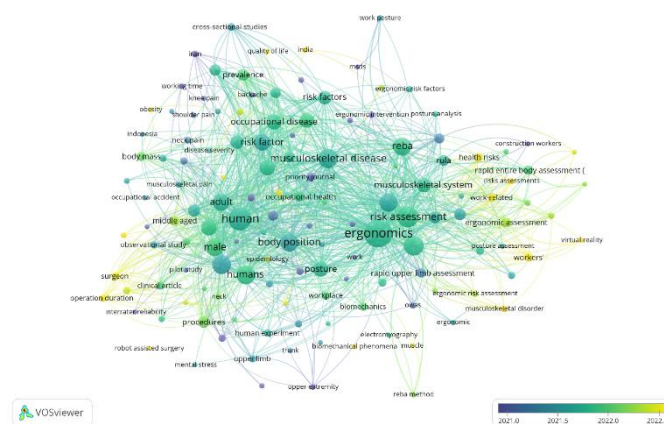 work posture
cross-sectional studies
iran
quality of life
india
msds
prevalence
working time
backache
ergonomic risk factors
knee pain
risk factors
obesity
shoulder pain
ergonomic intervention
posture analysis
occupational disease
construction workers
indonesia
neck pain
risk factor
reba
body mass
disease severity
musculoskeletal disease
rula
health risks
priority journal
rapid entire body assessment (
musculoskeletal pain
musculoskeletal system
risks assessments
occupational accident
adult
occupational health
work related
human
risk assessment
middle aged
ergonomic assessment
ergonomics
virtual reality
observational study
male
body position
posture assessment
workers'
epidemiology
work
surgeon
pilot study
humans
posture
rapid upper limb assessment
operation duration
clinical article
neck
workplace
ergonomic risk assessment
interrater reliability
biomechanics
owas
musculoskeletal disorder
procedures
ergonomic
human experiment
electromyography
robot assisted surgery
trunk
biomechanical phenomena
muscle
mental stress
upper limb
upper extremity
reba method
VOSviewer
2021.0 2021.5 2022.0 2022.